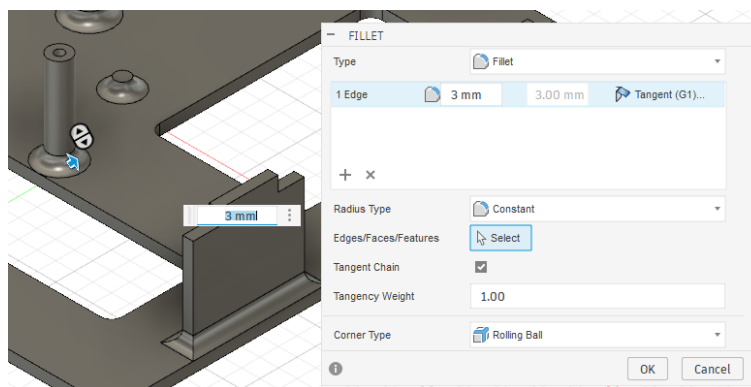 FILLET
Type Fillet
1 Edge 3 mm 3.00 mm Tangent (G1)...
3 mm
Radius Type Constant
Edges/Faces/Features Select
Tangent Chain
Tangency Weight 1.00
Corner Type Rolling Ball
OK Cancel